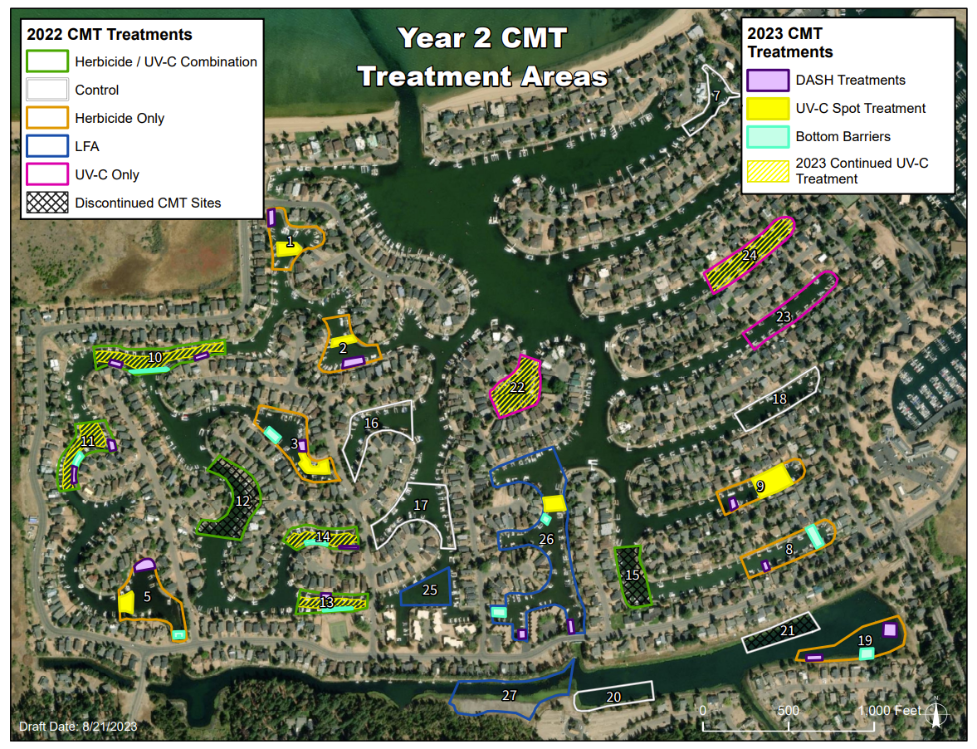 2022 CMT Treatments
Herbicide / UV-C Combination
Control
Herbicide Only
LFA
UV-C Only
Discontinued CMT Sites
Year 2 CMT
Treatment Areas
2023 CMT
Treatments
DASH Treatments
UV-C Spot Treatment
Bottom Barriers
2023 Continued UV-C
Treatment
7
1
24
23
2
10
22
18
16
11
3
9
12
17
14
26
8
15
25
5
13
21
19
27
20
0 500 1,000 Feet
N
Draft Date: 8/21/2023